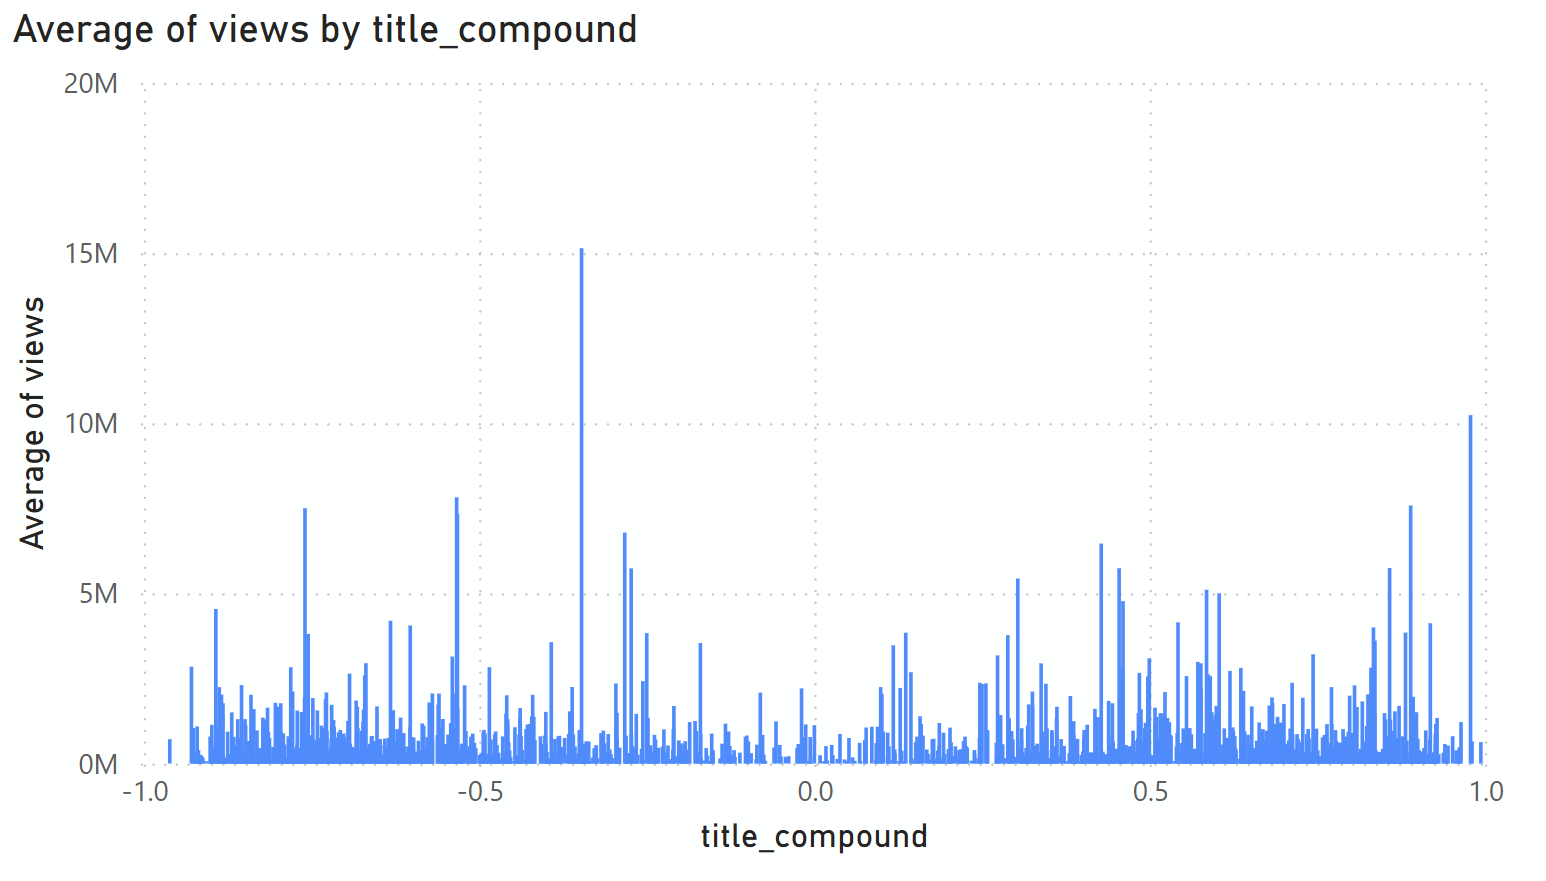 Average of views by title_compound
20M
15M
10M
5M
0M
Average of views
-1.0
-0.5
0.0
0.5
1.0
title_compound